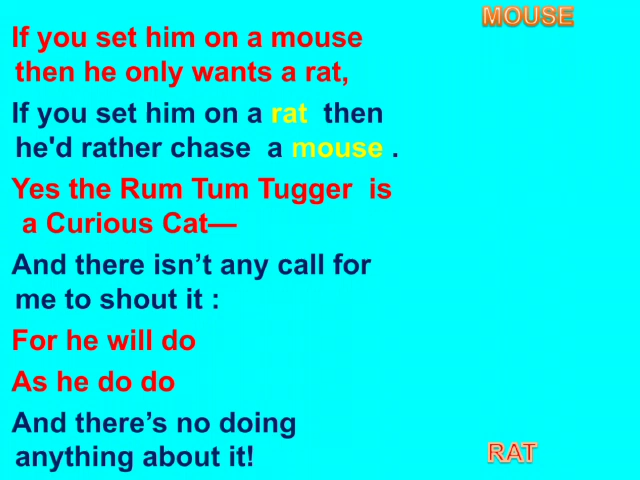 MOUSE
If you set him on a mouse
then he only wants a rat,
If you set him on a rat then
he'd rather chase a mouse .
Yes the Rum Tum Tugger is
a Curious Cat—
And there isn’t any call for
me to shout it :
For he will do
As he do do
And there’s no doing
anything about it!
RAT